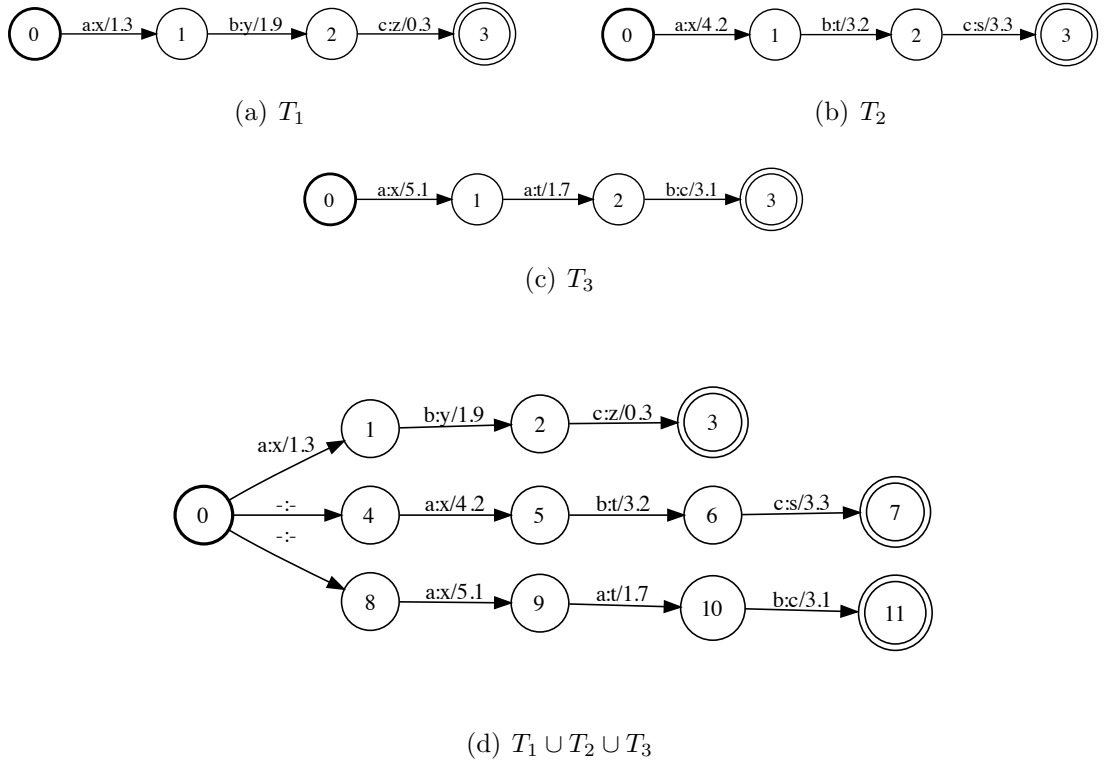 0 a:x/1.3 1 b:y/1.9 2 c:z/0.3 3
(a) T₁
0 a:x/4.2 1 b:t/3.2 2 c:s/3.3 3
(b) T₂
0 a:x/5.1 1 a:t/1.7 2 b:c/3.1 3
(c) T₃
a:x/1.3 1 b:y/1.9 2 c:z/0.3 3
0 -:- 4 a:x/4.2 5 b:t/3.2 6 c:s/3.3 7
-:- 8 a:x/5.1 9 a:t/1.7 10 b:c/3.1 11
(d) T₁ ∪ T₂ ∪ T₃